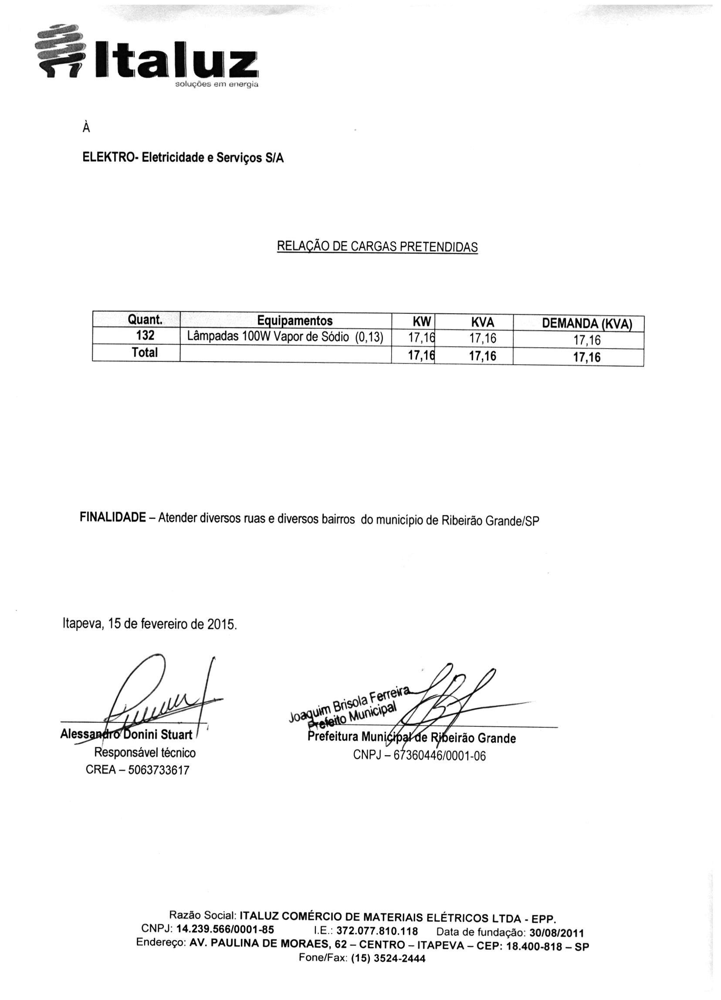 Italuz
soluções em energia
À
ELEKTRO- Eletricidade e Serviços S/A
RELAÇÃO DE CARGAS PRETENDIDAS
Quant. Equipamentos KW KVA DEMANDA (KVA)
132 Lâmpadas 100W Vapor de Sódio (0,13) 17,16 17,16 17,16
Total 17,16 17,16 17,16
FINALIDADE – Atender diversos ruas e diversos bairros do município de Ribeirão Grande/SP
Itapeva, 15 de fevereiro de 2015.
Alessandro Donini Stuart
Responsável técnico
CREA – 5063733617
Joaquim Brisola Ferreira
Prefeito Municipal
Prefeitura Municipal de Ribeirão Grande
CNPJ – 67360446/0001-06
Razão Social: ITALUZ COMÉRCIO DE MATERIAIS ELÉTRICOS LTDA - EPP.
CNPJ: 14.239.566/0001-85 I.E.: 372.077.810.118 Data de fundação: 30/08/2011
Endereço: AV. PAULINA DE MORAES, 62 – CENTRO – ITAPEVA – CEP: 18.400-818 – SP
Fone/Fax: (15) 3524-2444